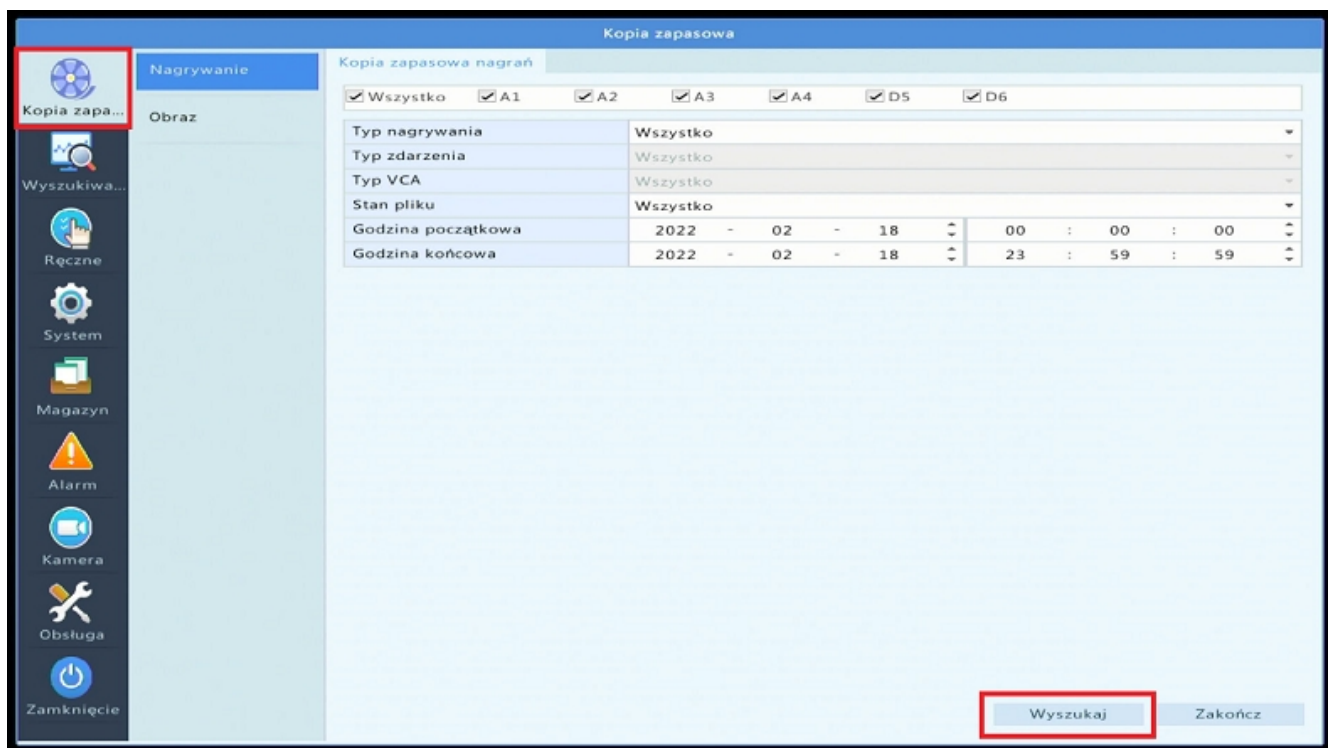 Kopia zapasowa
Kopia zapa...
Wyszukiwa...
Ręczne
System
Magazyn
Alarm
Kamera
Obsługa
Zamknięcie
Nagrywanie
Obraz
Kopia zapasowa nagrań
Wszystko A1 A2 A3 A4 D5 D6
Typ nagrywania Wszystko
Typ zdarzenia Wszystko
Typ VCA Wszystko
Stan pliku Wszystko
Godzina początkowa 2022 - 02 - 18 00 : 00 : 00
Godzina końcowa 2022 - 02 - 18 23 : 59 : 59
Wyszukaj Zakończ